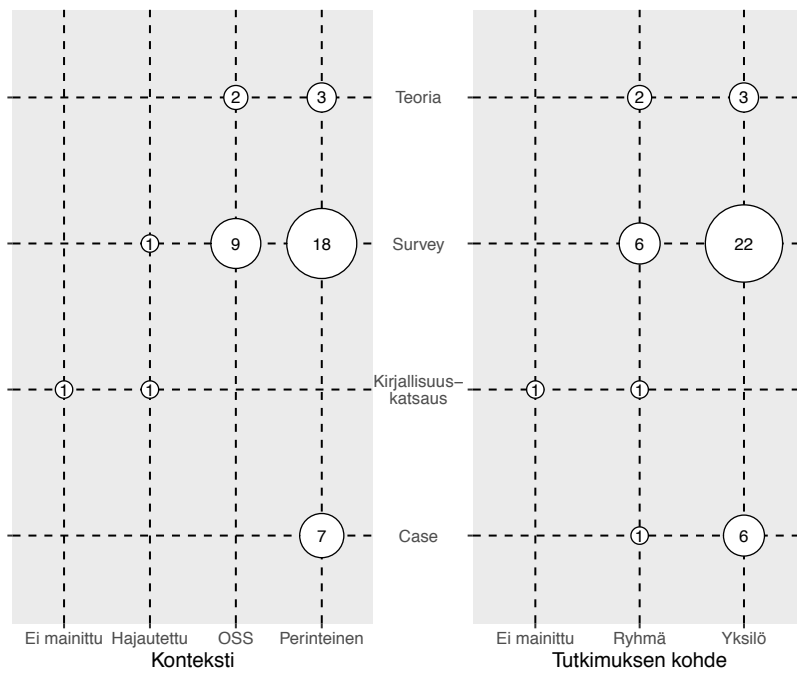 2 3 Teoria 2 3
1 9 18 Survey 6 22
1 1 Kirjallisuus–
katsaus 1 1
7 Case 1 6
Ei mainittu Hajautettu OSS Perinteinen Ei mainittu Ryhmä Yksilö
Konteksti Tutkimuksen kohde